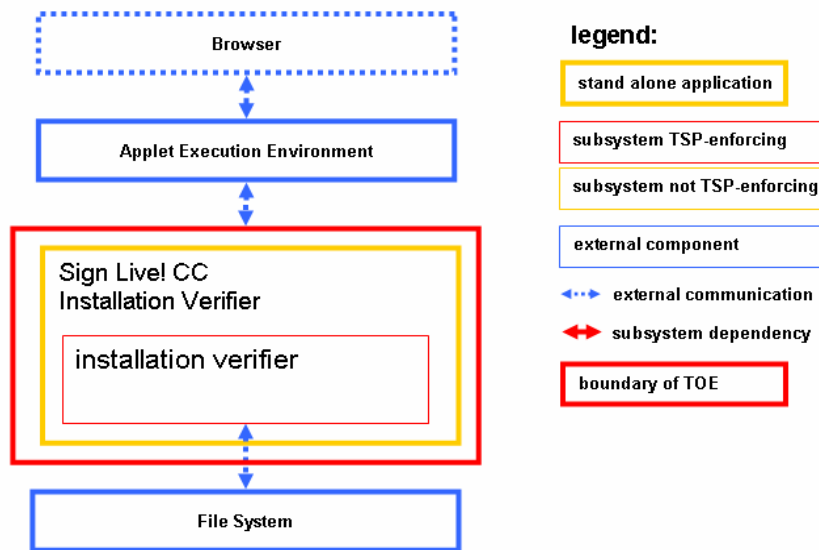 Browser
Applet Execution Environment
Sign Live! CC
Installation Verifier
installation verifier
File System
legend:
stand alone application
subsystem TSP-enforcing
subsystem not TSP-enforcing
external component
external communication
subsystem dependency
boundary of TOE